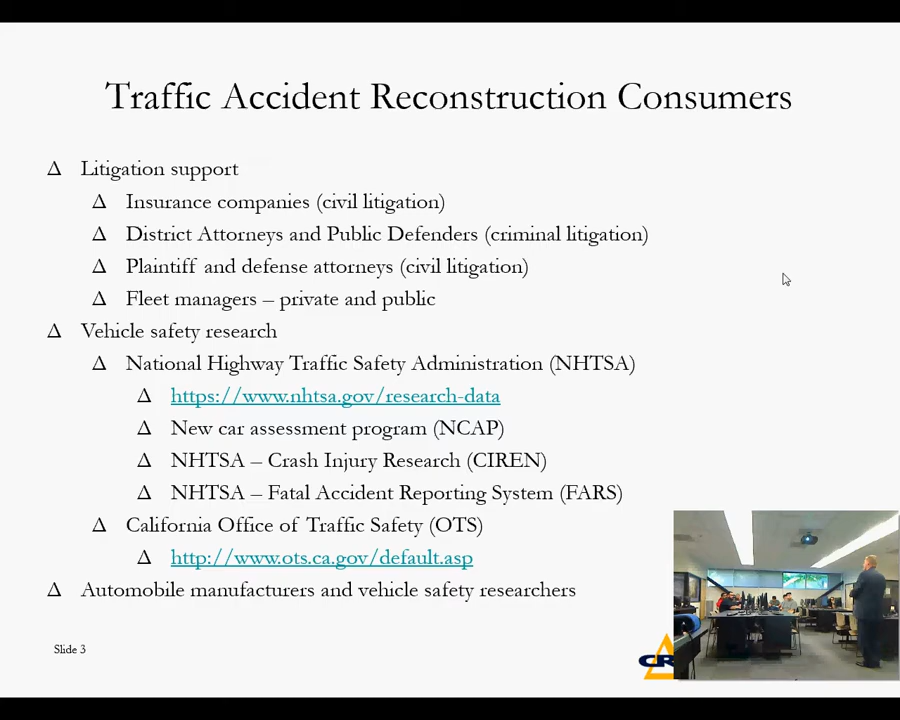 Traffic Accident Reconstruction Consumers
Δ Litigation support
Δ Insurance companies (civil litigation)
Δ District Attorneys and Public Defenders (criminal litigation)
Δ Plaintiff and defense attorneys (civil litigation)
Δ Fleet managers – private and public
Δ Vehicle safety research
Δ National Highway Traffic Safety Administration (NHTSA)
Δ https://www.nhtsa.gov/research-data
Δ New car assessment program (NCAP)
Δ NHTSA – Crash Injury Research (CIREN)
Δ NHTSA – Fatal Accident Reporting System (FARS)
Δ California Office of Traffic Safety (OTS)
Δ http://www.ots.ca.gov/default.asp
Δ Automobile manufacturers and vehicle safety researchers
Slide 3